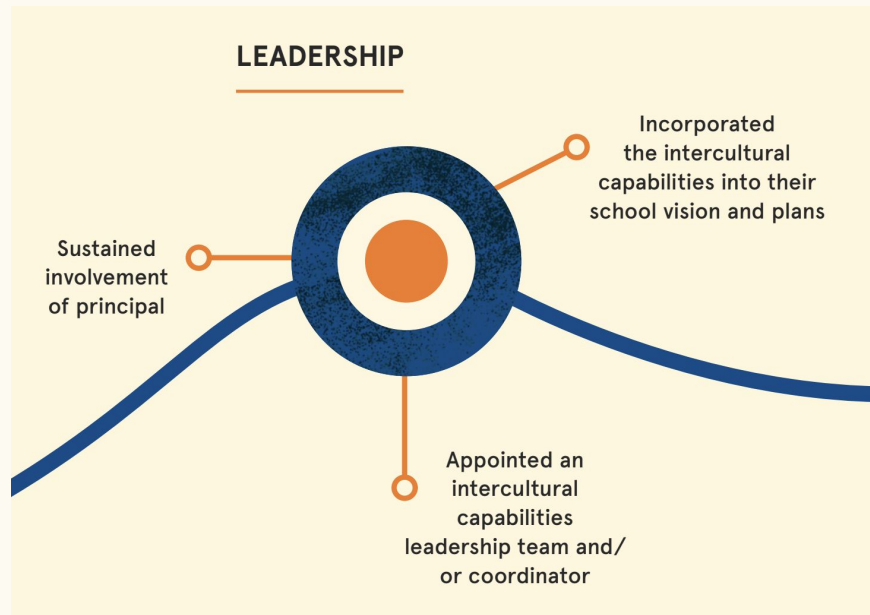 LEADERSHIP
Incorporated
the intercultural
capabilities into their
school vision and plans
Sustained
involvement
of principal
Appointed an
intercultural
capabilities
leadership team and/
or coordinator